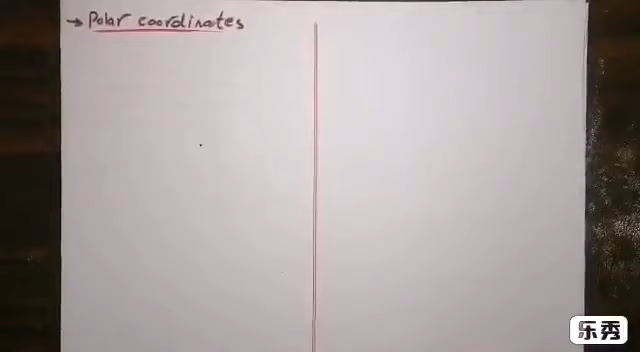 → Polar coordinates
乐秀